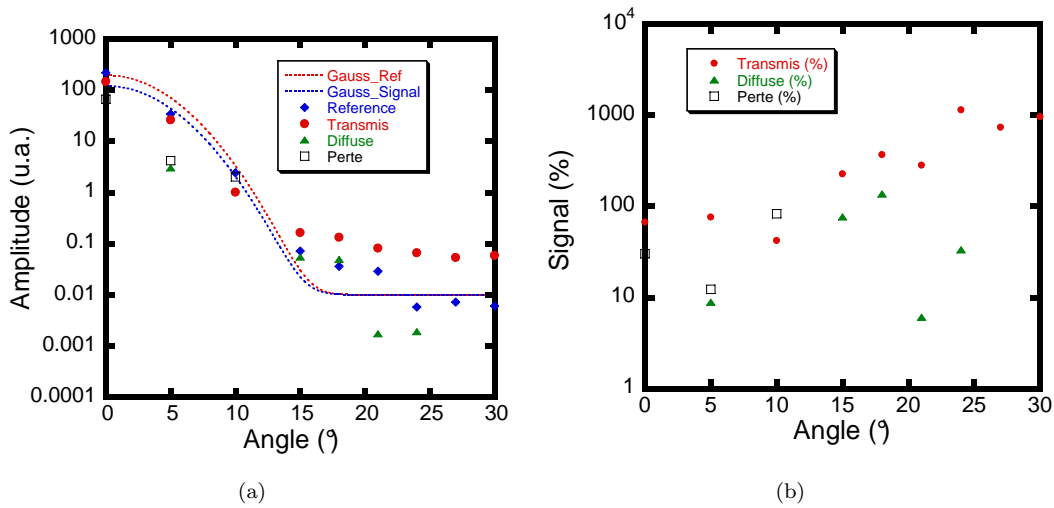 1000
100
10
1
0.1
0.01
0.001
0.0001
Amplitude (u.a.)
Gauss_Ref
Gauss_Signal
Reference
Transmis
Diffuse
Perte
0 5 10 15 20 25 30
Angle (°)
(a)
10^4
1000
100
10
1
Signal (%)
Transmis (%)
Diffuse (%)
Perte (%)
0 5 10 15 20 25 30
Angle (°)
(b)